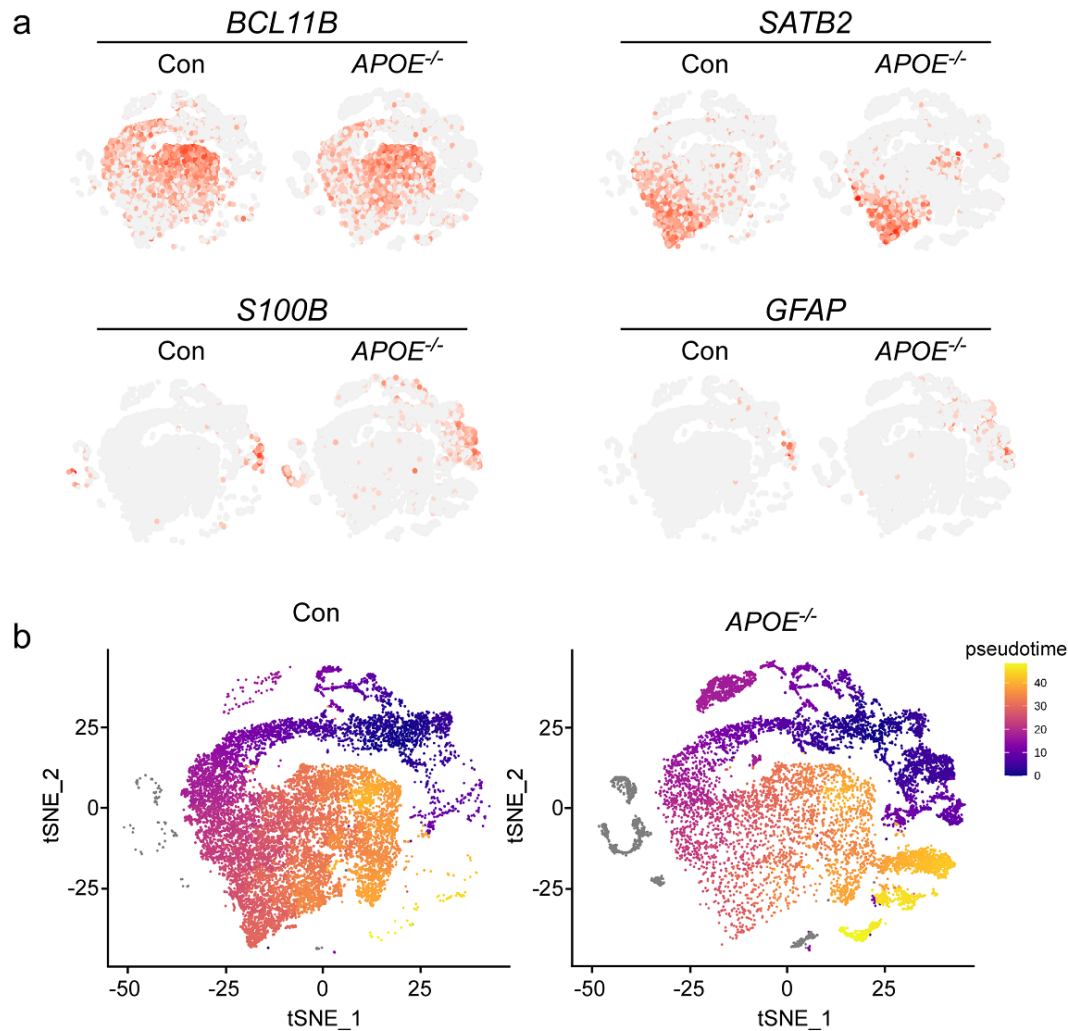 a
BCL11B
SATB2
Con
APOE-/-
Con
APOE-/-
S100B
GFAP
Con
APOE-/-
Con
APOE-/-
b
Con
APOE-/-
pseudotime
40
30
20
10
0
25
0
-25
tSNE_2
-50
-25
0
25
tSNE_1
25
0
-25
tSNE_2
-50
-25
0
25
tSNE_1